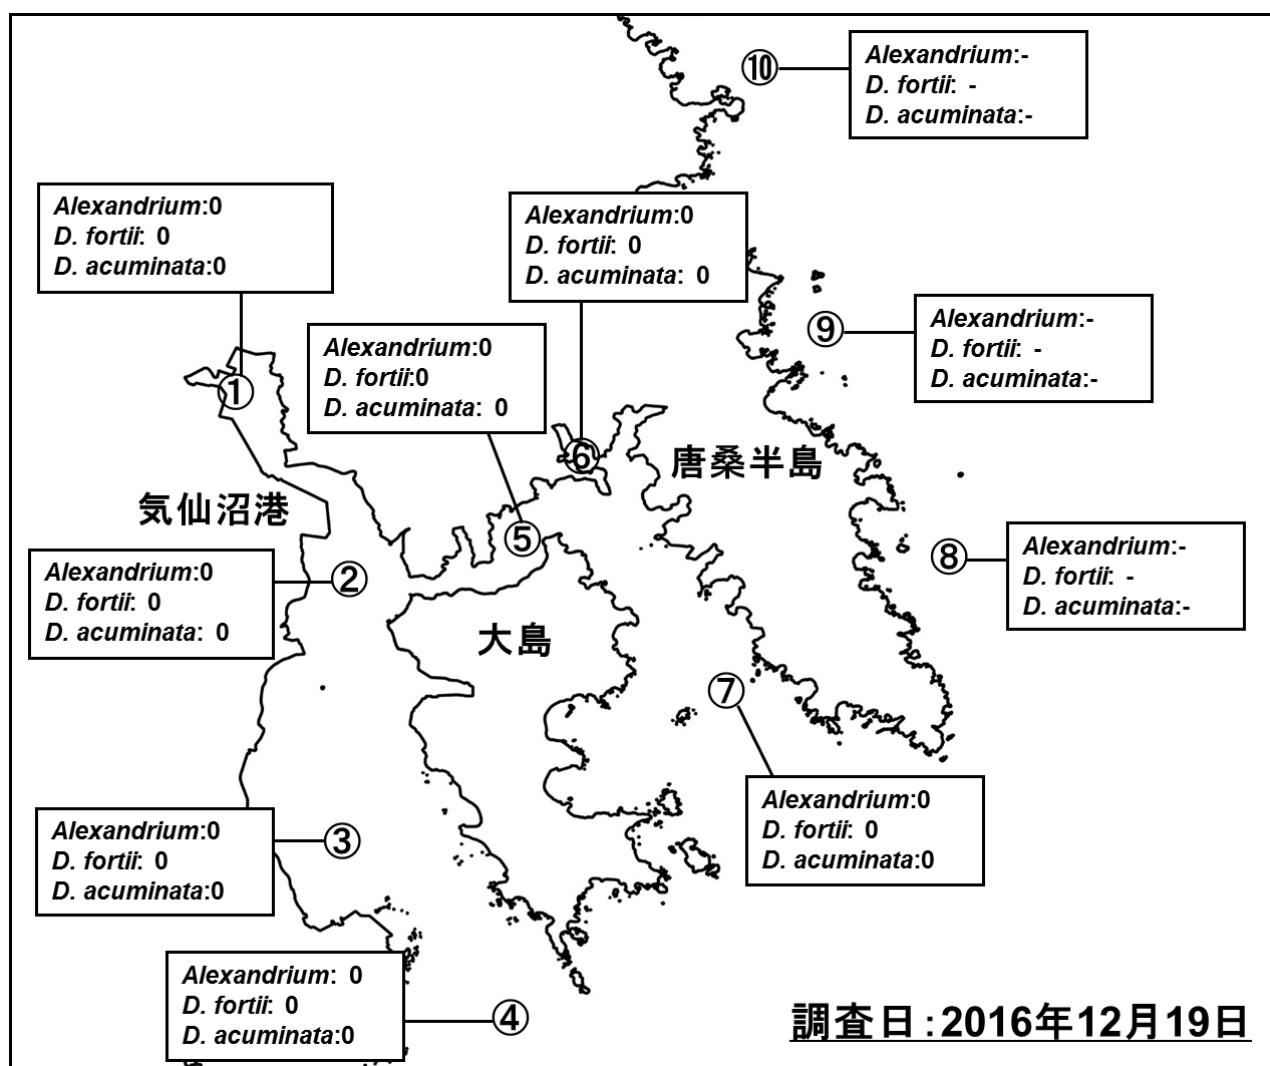 ⑩
Alexandrium:-
D. fortii: -
D. acuminata:-
Alexandrium:0
D. fortii: 0
D. acuminata:0
①
Alexandrium:0
D. fortii: 0
D. acuminata: 0
⑥
⑨
Alexandrium:-
D. fortii: -
D. acuminata:-
Alexandrium:0
D. fortii:0
D. acuminata: 0
⑤
唐桑半島
気仙沼港
⑧
Alexandrium:-
D. fortii: -
D. acuminata:-
Alexandrium:0
D. fortii: 0
D. acuminata: 0
②
大島
⑦
Alexandrium:0
D. fortii: 0
D. acuminata:0
Alexandrium:0
D. fortii: 0
D. acuminata:0
③
Alexandrium: 0
D. fortii: 0
D. acuminata:0
④
調査日:2016年12月19日